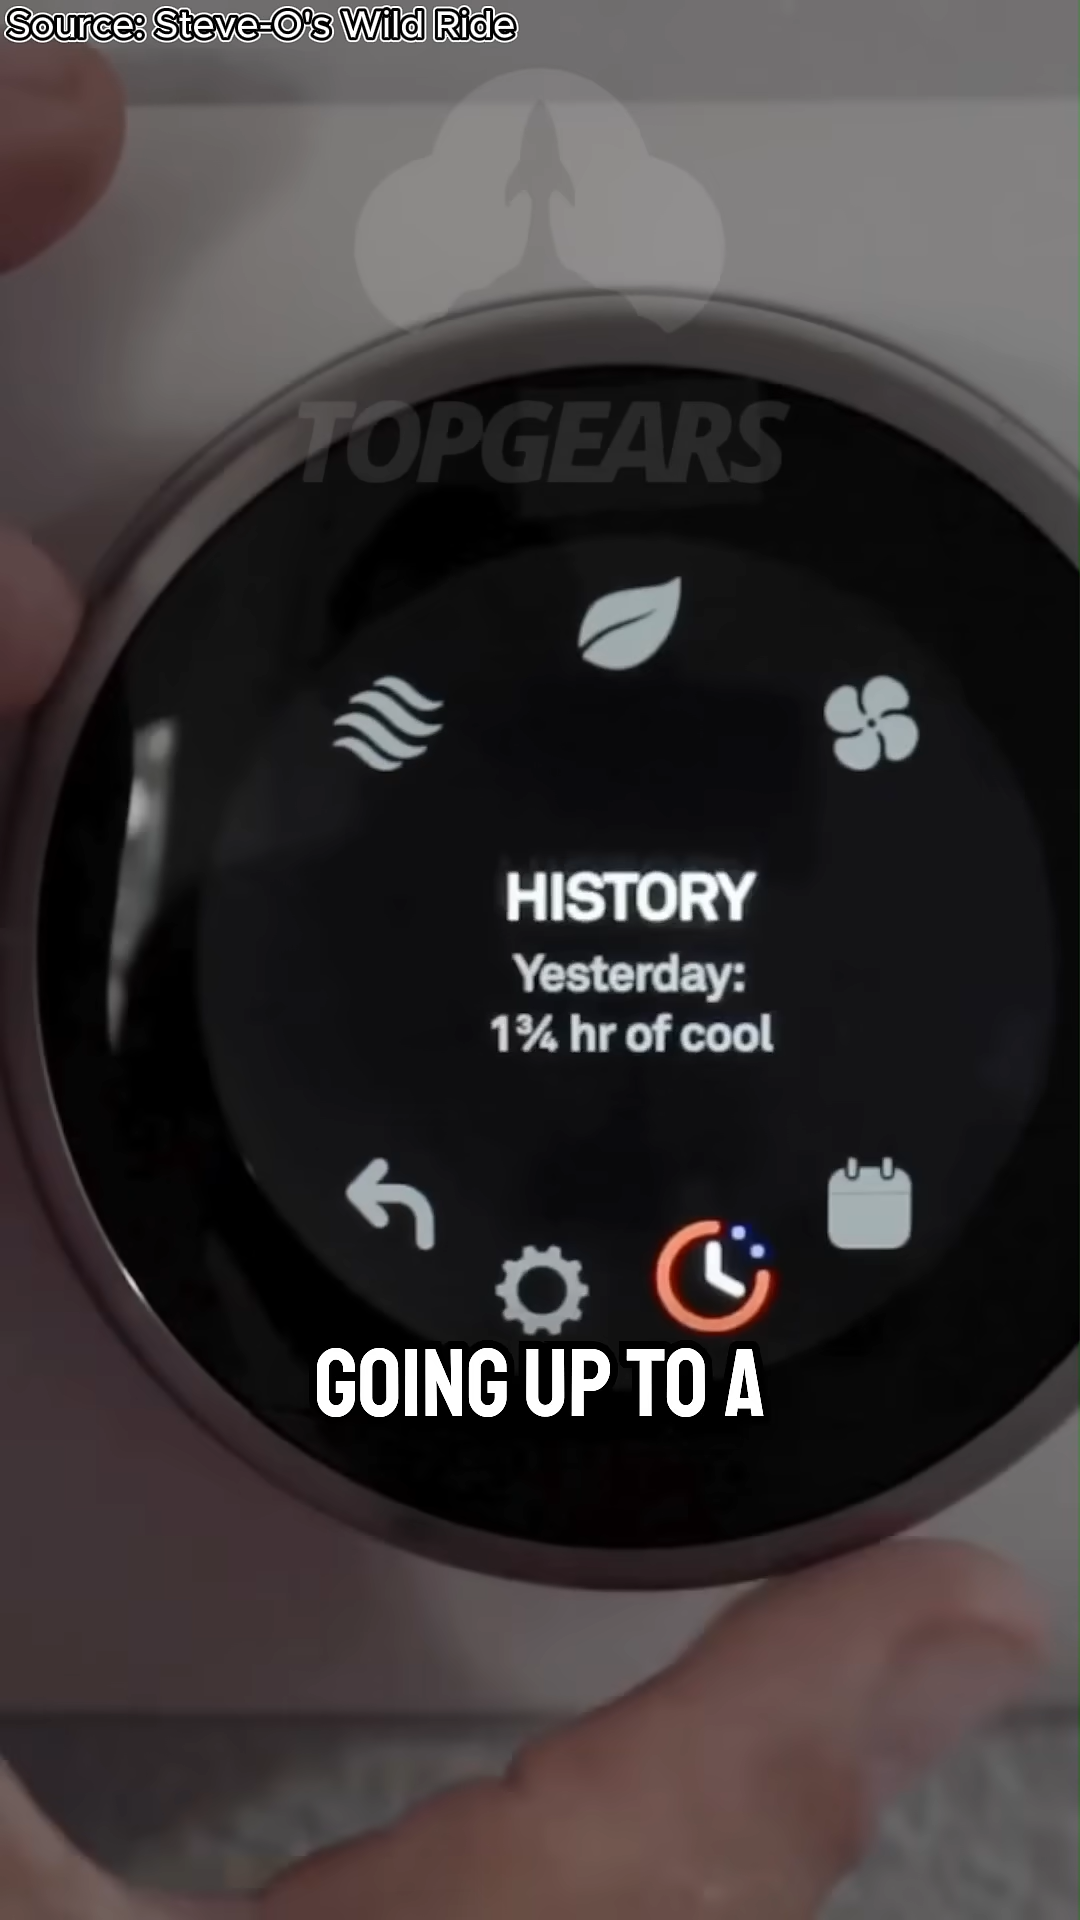 Source: Steve-O's Wild Ride
TOPGEARS
HISTORY
Yesterday:
1¾ hr of cool
GOING UP TO A